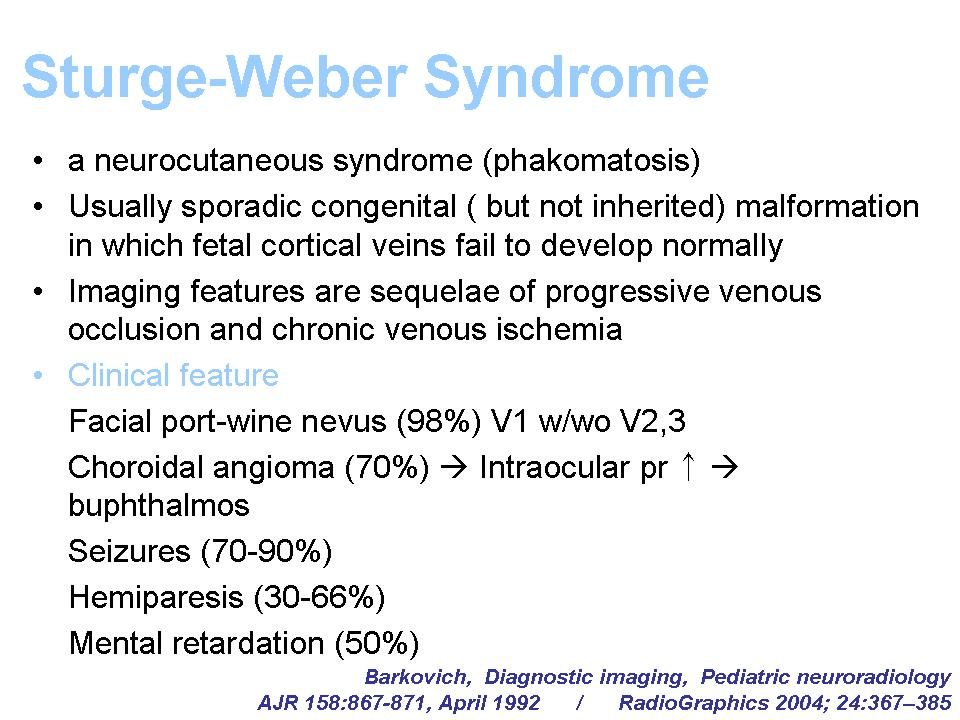 Sturge-Weber Syndrome
• a neurocutaneous syndrome (phakomatosis)
• Usually sporadic congenital ( but not inherited) malformation
in which fetal cortical veins fail to develop normally
• Imaging features are sequelae of progressive venous
occlusion and chronic venous ischemia
• Clinical feature
Facial port-wine nevus (98%) V1 w/wo V2,3
Choroidal angioma (70%) → Intraocular pr ↑ →
buphthalmos
Seizures (70-90%)
Hemiparesis (30-66%)
Mental retardation (50%)
Barkovich, Diagnostic imaging, Pediatric neuroradiology
AJR 158:867-871, April 1992 / RadioGraphics 2004; 24:367–385